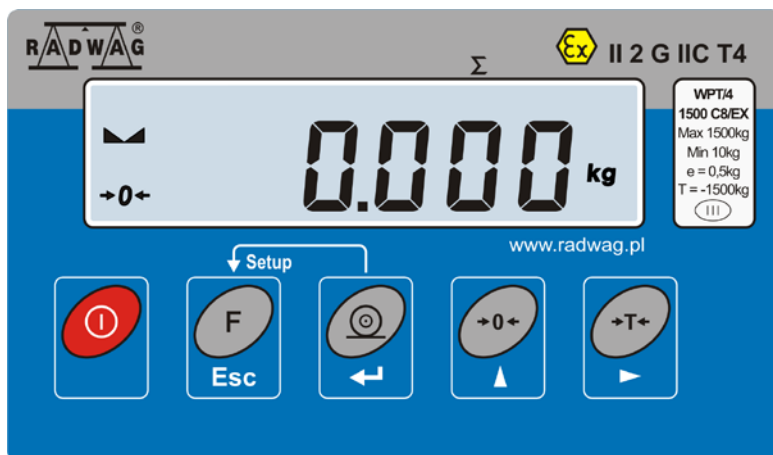 RADWAG®
Ex II 2 G IIC T4
Σ
WPT/4
1500 C8/EX
Max 1500kg
Min 10kg
e = 0,5kg
T = -1500kg
III
→0←
0.000 kg
www.radwag.pl
Setup
F
→0←
→T←
Esc